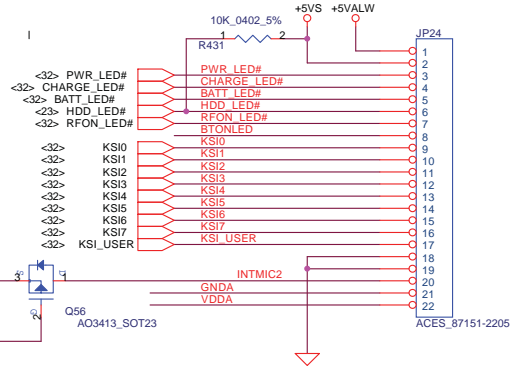 +5VS +5VALW
10K_0402_5%
JP24
1 2
R431
1
2
<32> PWR_LED# PWR_LED# 3
<32> CHARGE_LED# CHARGE_LED# 4
<32> BATT_LED# BATT_LED# 5
<23> HDD_LED# HDD_LED# 6
<32> RFON_LED# RFON_LED# 7
BTONLED 8
<32> KSI0 KSI0 9
<32> KSI1 KSI1 10
<32> KSI2 KSI2 11
<32> KSI3 KSI3 12
<32> KSI4 KSI4 13
<32> KSI5 KSI5 14
<32> KSI6 KSI6 15
<32> KSI7 KSI7 16
<32> KSI_USER KSI_USER 17
18
19
3 S D 1 INTMIC2 20
GNDA 21
VDDA 22
G 2
Q56
AO3413_SOT23
ACES_87151-2205